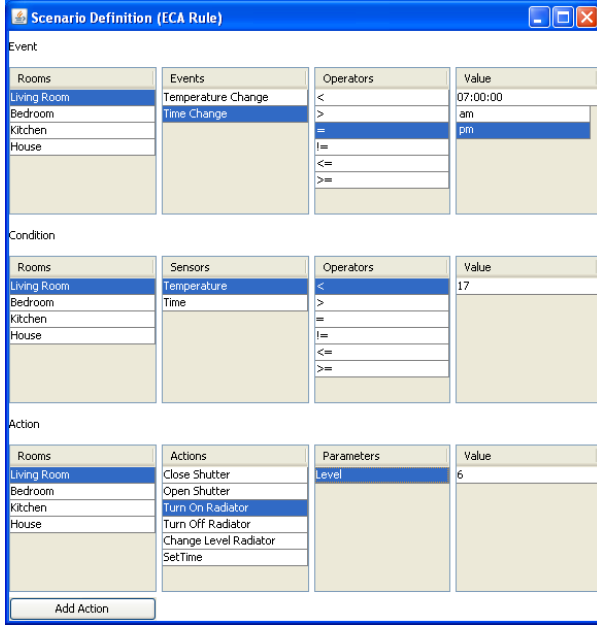 Scenario Definition (ECA Rule)
Event
Rooms Events Operators Value
Living Room Temperature Change < 07:00:00
Bedroom Time Change > am
Kitchen = pm
House !=
<=
>=
Condition
Rooms Sensors Operators Value
Living Room Temperature < 17
Bedroom Time >
Kitchen =
House !=
<=
>=
Action
Rooms Actions Parameters Value
Living Room Close Shutter Level 6
Bedroom Open Shutter
Kitchen Turn On Radiator
House Turn Off Radiator
Change Level Radiator
SetTime
Add Action